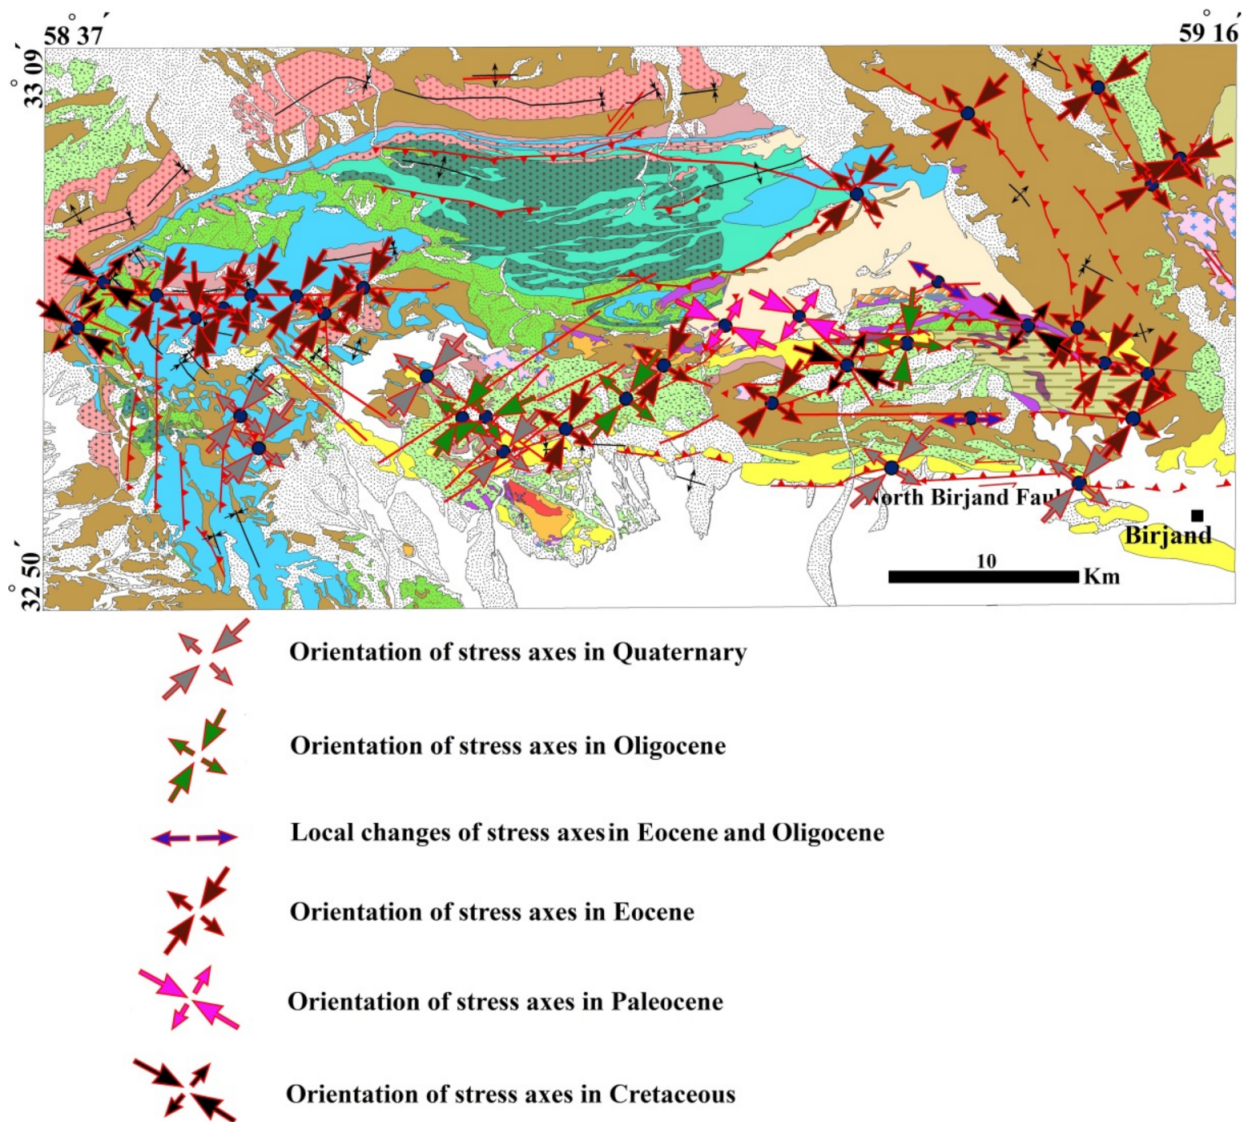 58° 37′
59° 16′
33° 09′
32° 50′
North Birjand Faul
Birjand
10
Km
Orientation of stress axes in Quaternary
Orientation of stress axes in Oligocene
Local changes of stress axes in Eocene and Oligocene
Orientation of stress axes in Eocene
Orientation of stress axes in Paleocene
Orientation of stress axes in Cretaceous